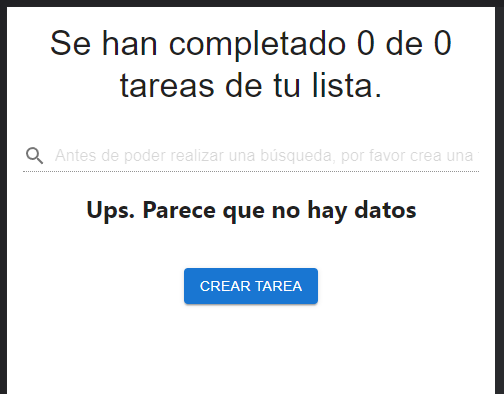 Se han completado 0 de 0
tareas de tu lista.
Antes de poder realizar una búsqueda, por favor crea una
Ups. Parece que no hay datos
CREAR TAREA